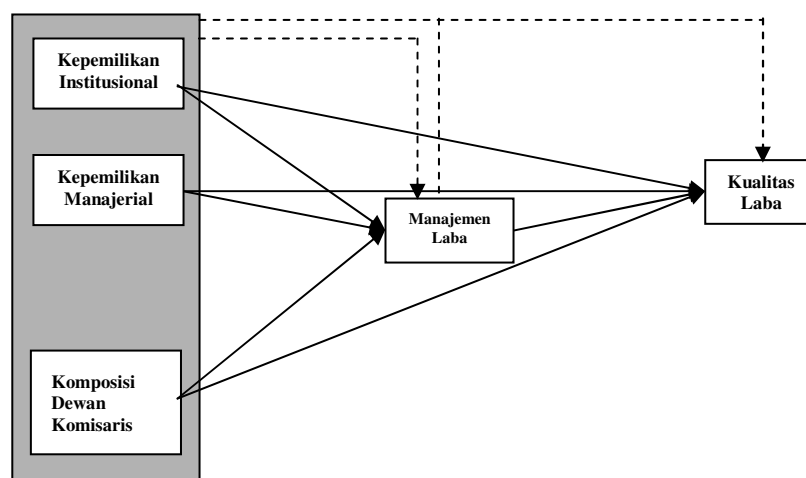 Kepemilikan
Institusional
Kepemilikan
Manajerial
Manajemen
Laba
Kualitas
Laba
Komposisi
Dewan
Komisaris